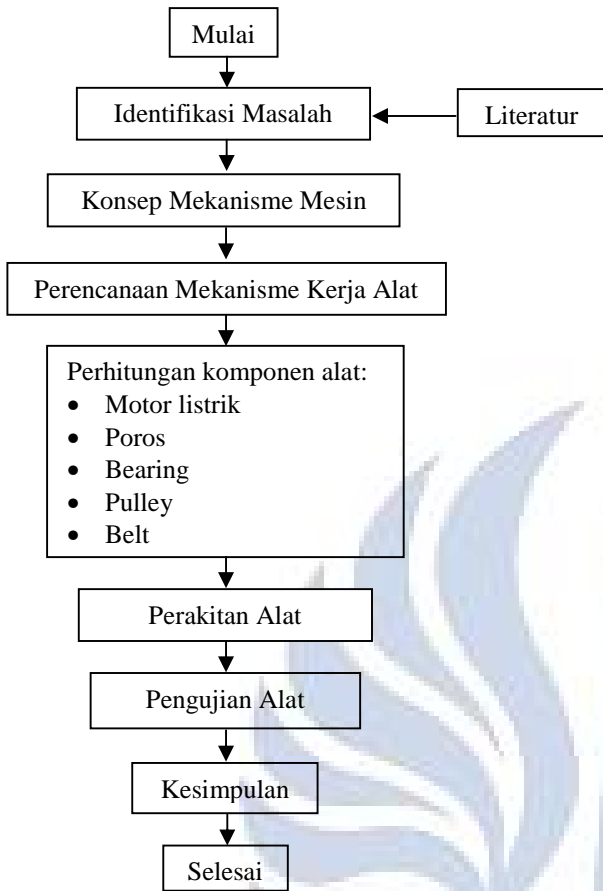 Mulai
Identifikasi Masalah
Literatur
Konsep Mekanisme Mesin
Perencanaan Mekanisme Kerja Alat
Perhitungan komponen alat:
• Motor listrik
• Poros
• Bearing
• Pulley
• Belt
Perakitan Alat
Pengujian Alat
Kesimpulan
Selesai